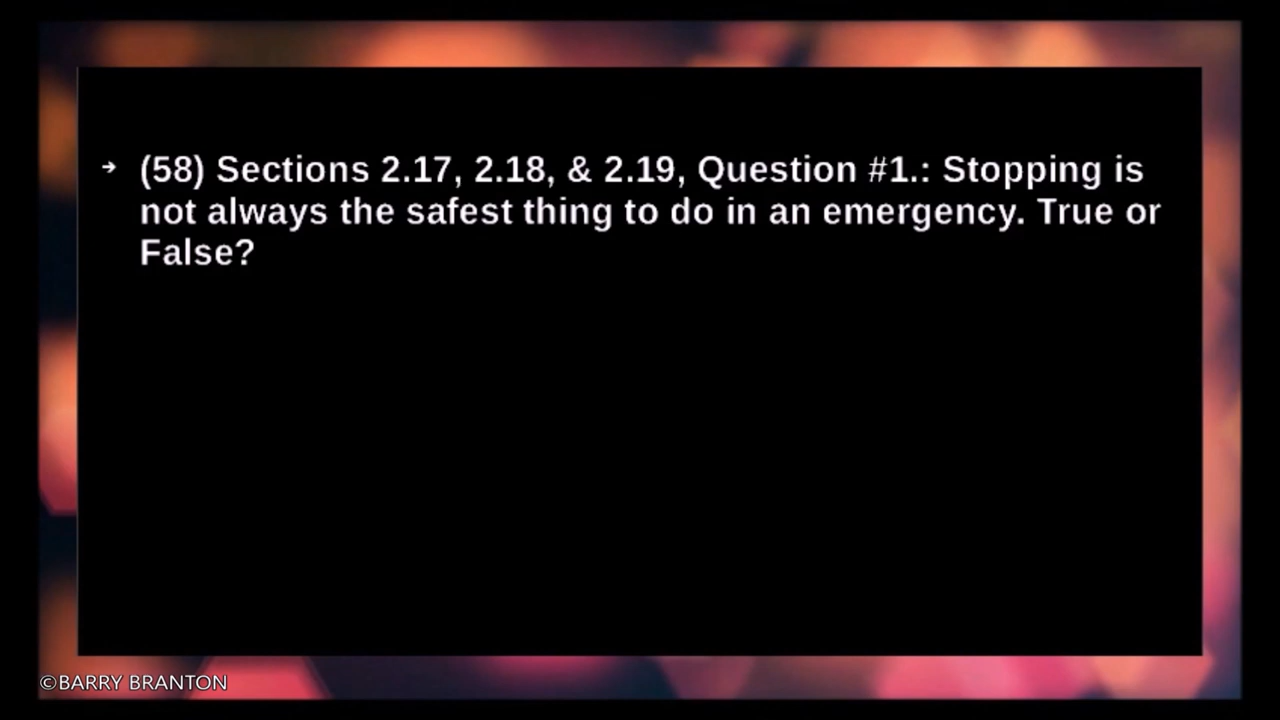 ➔ (58) Sections 2.17, 2.18, & 2.19, Question #1.: Stopping is
not always the safest thing to do in an emergency. True or
False?
©BARRY BRANTON